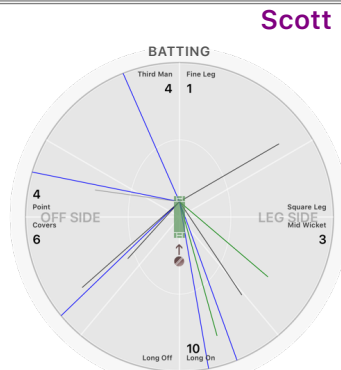 Scott
BATTING
Third Man
4
Fine Leg
1
4
Point
OFF SIDE
Covers
6
Square Leg
LEG SIDE
Mid Wicket
3
Long Off
10
Long On